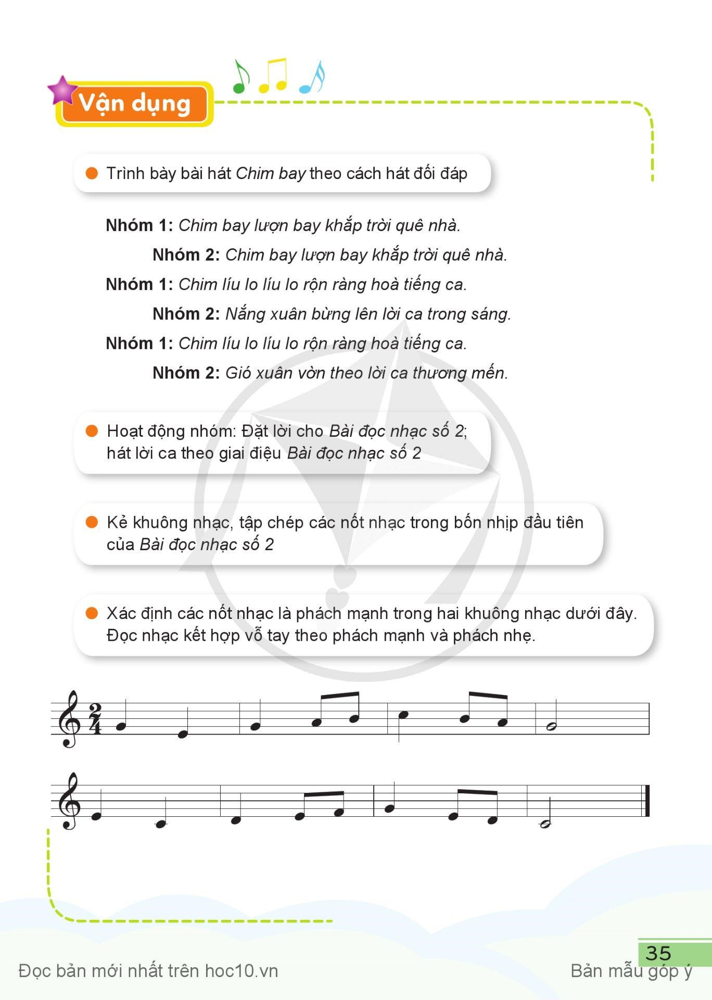 Vận dụng
Trình bày bài hát Chim bay theo cách hát đối đáp
Nhóm 1: Chim bay lượn bay khắp trời quê nhà.
Nhóm 2: Chim bay lượn bay khắp trời quê nhà.
Nhóm 1: Chim líu lo líu lo rộn ràng hoà tiếng ca.
Nhóm 2: Nắng xuân bừng lên lời ca trong sáng.
Nhóm 1: Chim líu lo líu lo rộn ràng hoà tiếng ca.
Nhóm 2: Gió xuân vờn theo lời ca thương mến.
Hoạt động nhóm: Đặt lời cho Bài đọc nhạc số 2;
hát lời ca theo giai điệu Bài đọc nhạc số 2
Kẻ khuông nhạc, tập chép các nốt nhạc trong bốn nhịp đầu tiên
của Bài đọc nhạc số 2
Xác định các nốt nhạc là phách mạnh trong hai khuông nhạc dưới đây.
Đọc nhạc kết hợp vỗ tay theo phách mạnh và phách nhẹ.
2
4
35
Đọc bản mới nhất trên hoc10.vn
Bản mẫu góp ý